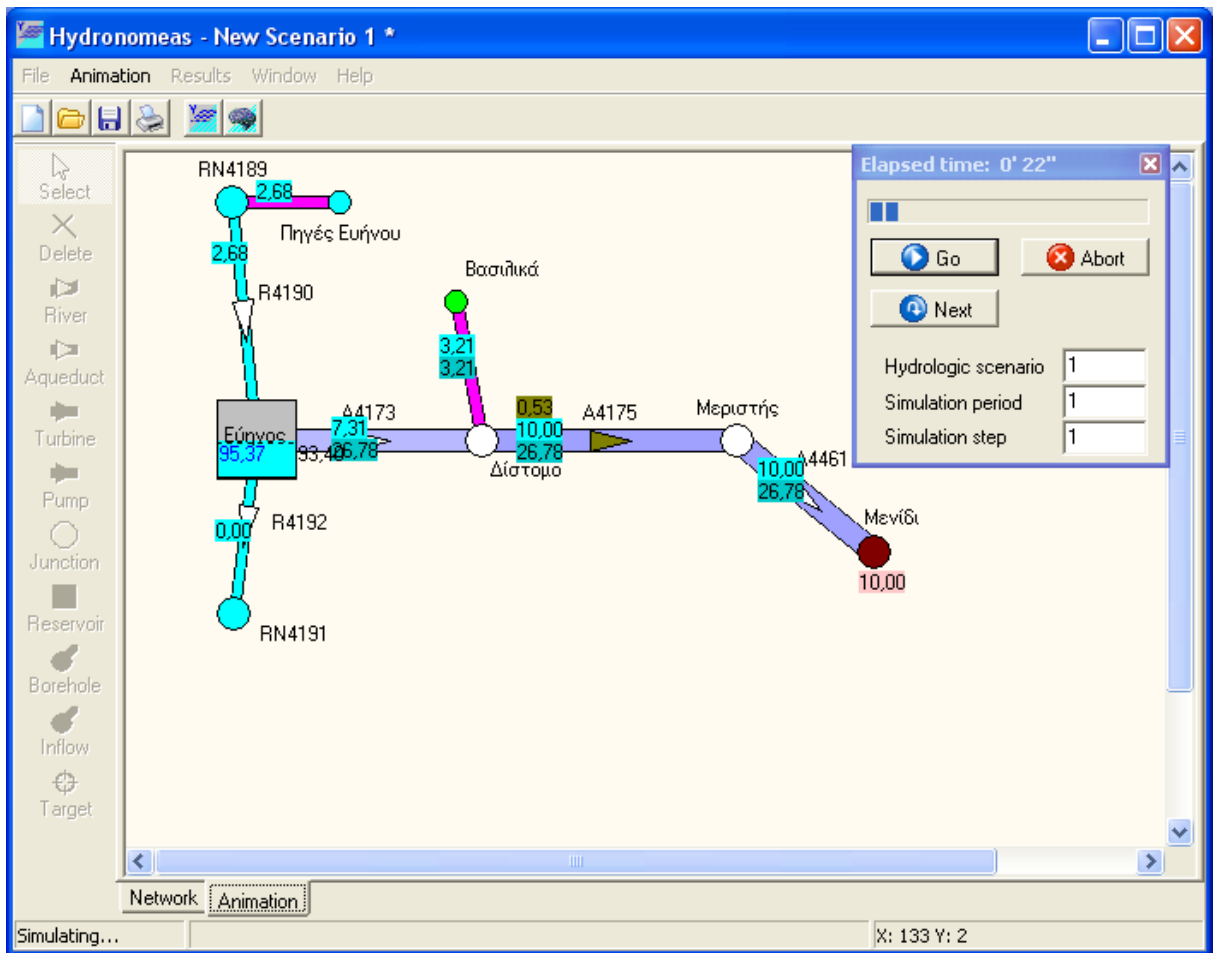 Hydronomeas - New Scenario 1 *
File Animation Results Window Help
Select
Delete
River
Aqueduct
Turbine
Pump
Junction
Reservoir
Borehole
Inflow
Target
RN4189
2,68
Πηγές Ευήνου
2,68
R4190
Βασιλικά
3,21
3,21
A4173
0,53
A4175
Μεριστής
Εύηνος
7,31
10,00
95,37
26,78
26,78
Δίστομο
A4461
10,00
26,78
0,00
R4192
Μενίδι
10,00
RN4191
Elapsed time: 0' 22"
Go
Abort
Next
Hydrologic scenario 1
Simulation period 1
Simulation step 1
Network Animation
Simulating...
X: 133 Y: 2